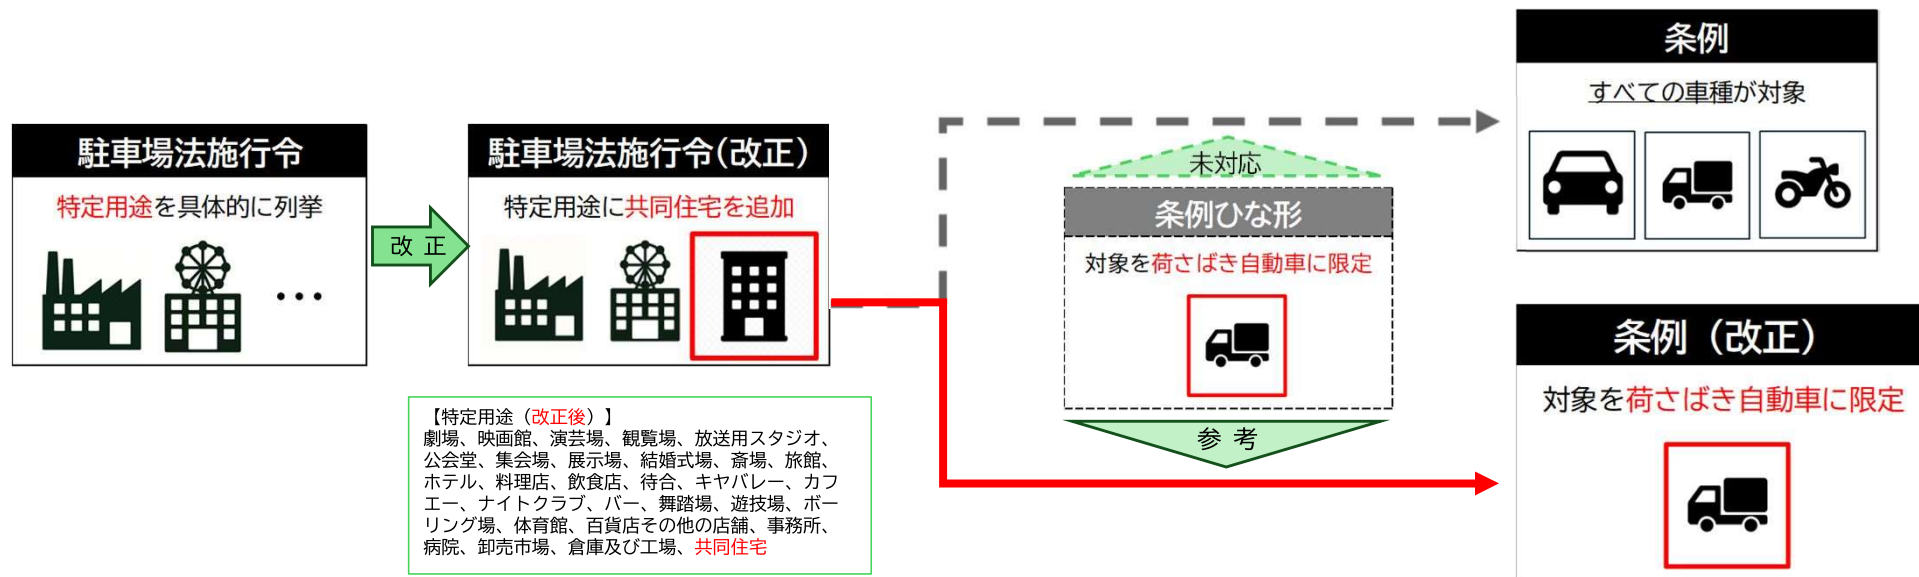 駐車場法施行令
特定用途を具体的に列挙
・・・
改 正
駐車場法施行令(改正)
特定用途に共同住宅を追加
【特定用途（改正後）】
劇場、映画館、演芸場、観覧場、放送用スタジオ、
公会堂、集会場、展示場、結婚式場、斎場、旅館、
ホテル、料理店、飲食店、待合、キヤバレー、カフ
エー、ナイトクラブ、バー、舞踏場、遊技場、ボー
リング場、体育館、百貨店その他の店舗、事務所、
病院、卸売市場、倉庫及び工場、共同住宅
未対応
条例ひな形
対象を荷さばき自動車に限定
参 考
条例
すべての車種が対象
条例（改正）
対象を荷さばき自動車に限定